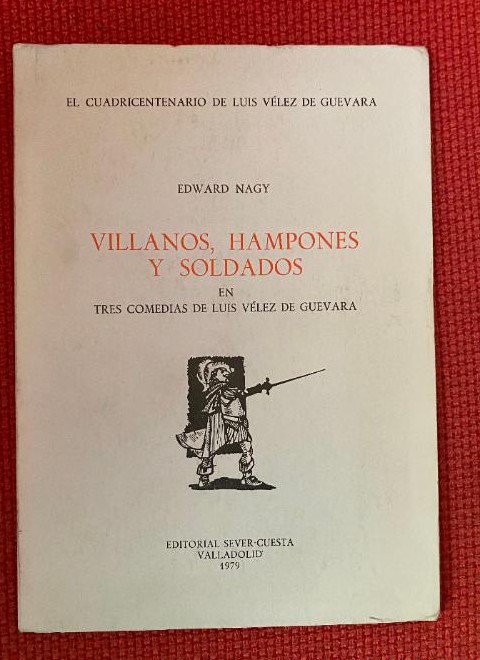 EL CUADRICENTENARIO DE LUIS VÉLEZ DE GUEVARA
EDWARD NAGY
VILLANOS, HAMPONES
Y SOLDADOS
EN
TRES COMEDIAS DE LUIS VÉLEZ DE GUEVARA
EDITORIAL SEVER-CUESTA
VALLADOLID
1979